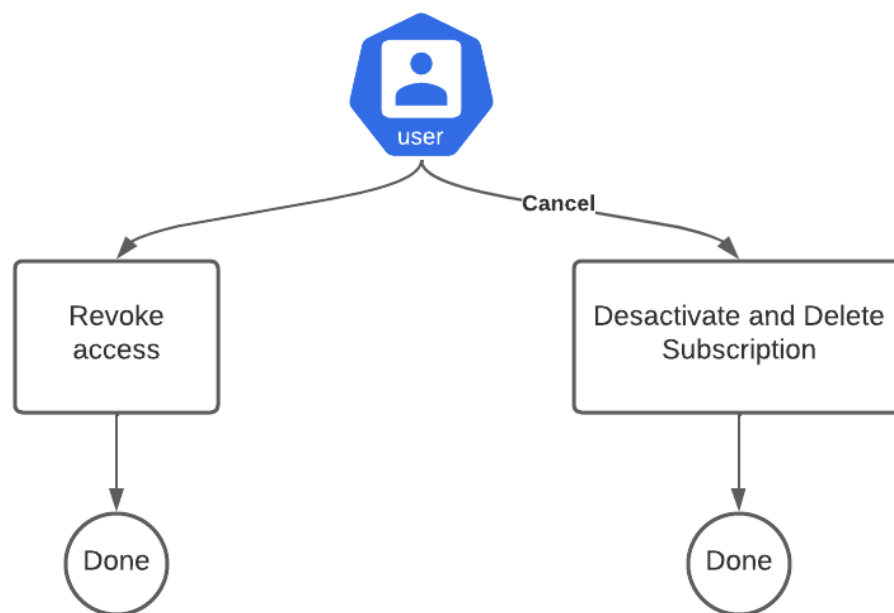 user
Cancel
Revoke
access
Desactivate and Delete
Subscription
Done
Done